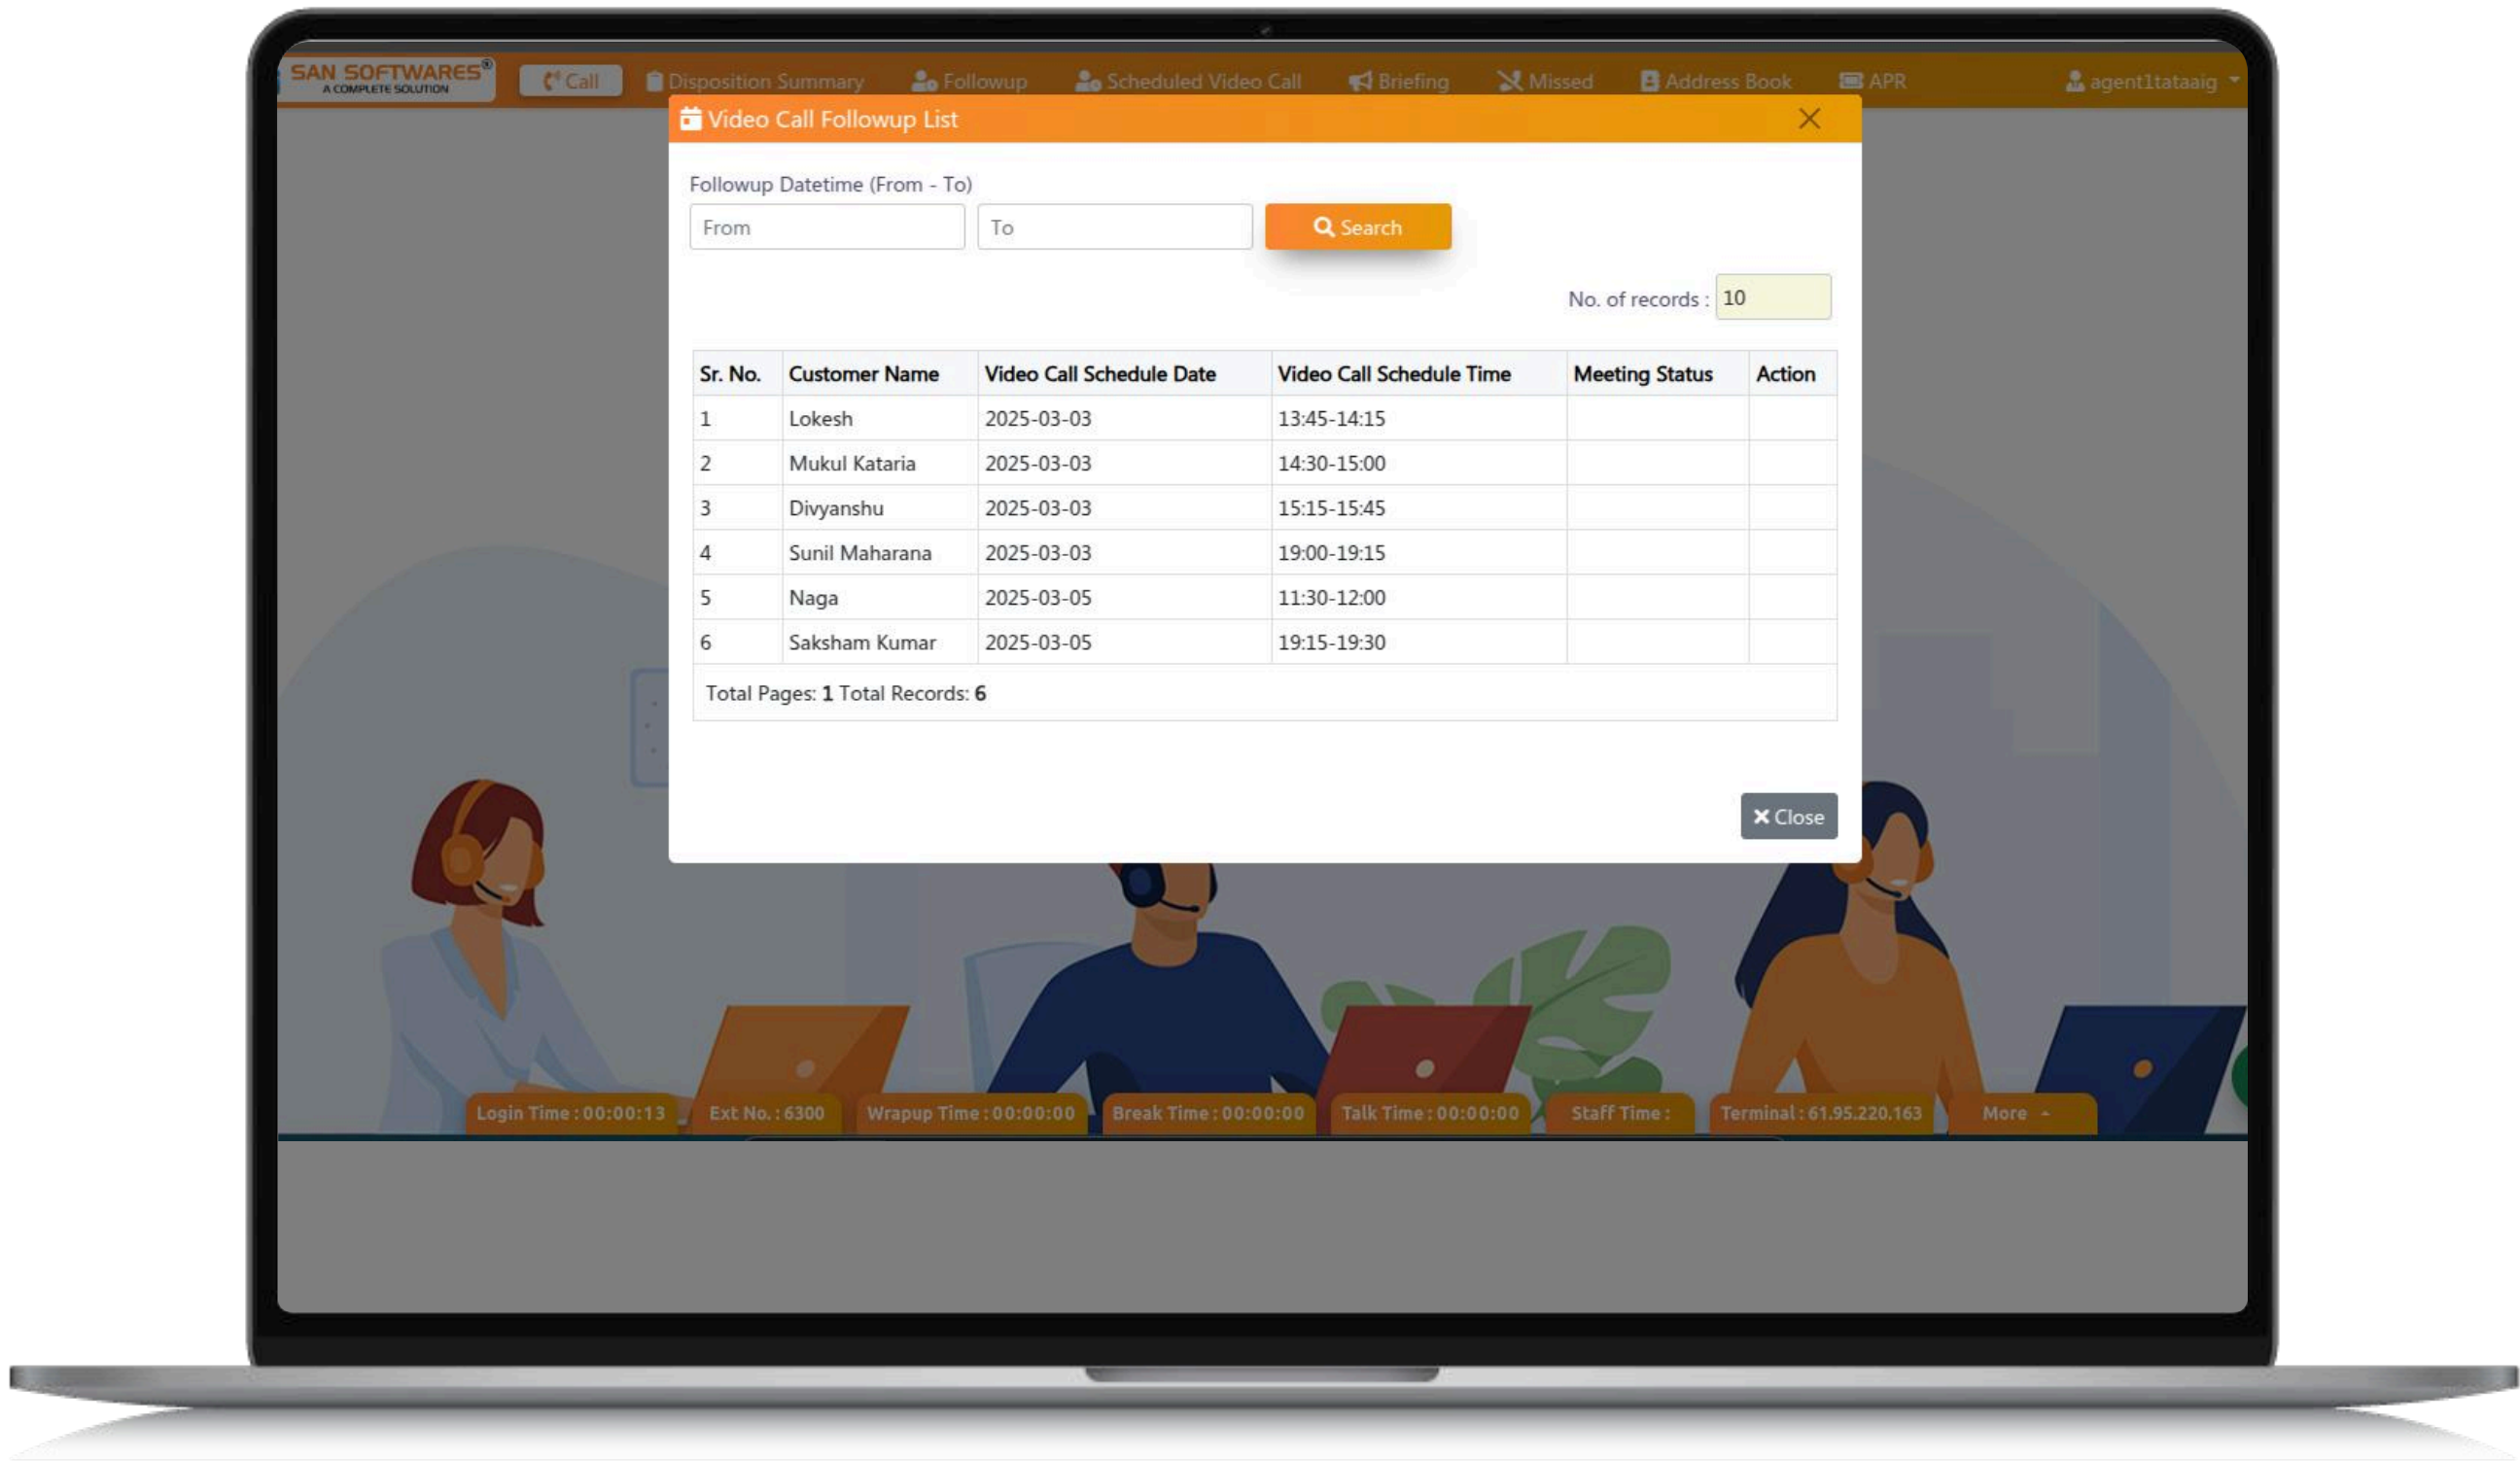 SAN SOFTWARES®
A COMPLETE SOLUTION
Call
Disposition Summary
Followup
Scheduled Video Call
Briefing
Missed
Address Book
APR
agent1tataaig
Video Call Followup List
Followup Datetime (From - To)
From
To
Search
No. of records : 10
Sr. No. Customer Name Video Call Schedule Date Video Call Schedule Time Meeting Status Action
1 Lokesh 2025-03-03 13:45-14:15
2 Mukul Kataria 2025-03-03 14:30-15:00
3 Divyanshu 2025-03-03 15:15-15:45
4 Sunil Maharana 2025-03-03 19:00-19:15
5 Naga 2025-03-05 11:30-12:00
6 Saksham Kumar 2025-03-05 19:15-19:30
Total Pages: 1 Total Records: 6
Close
Login Time : 00:00:13
Ext No. : 6300
Wrapup Time : 00:00:00
Break Time : 00:00:00
Talk Time : 00:00:00
Staff Time :
Terminal : 61.95.220.163
More